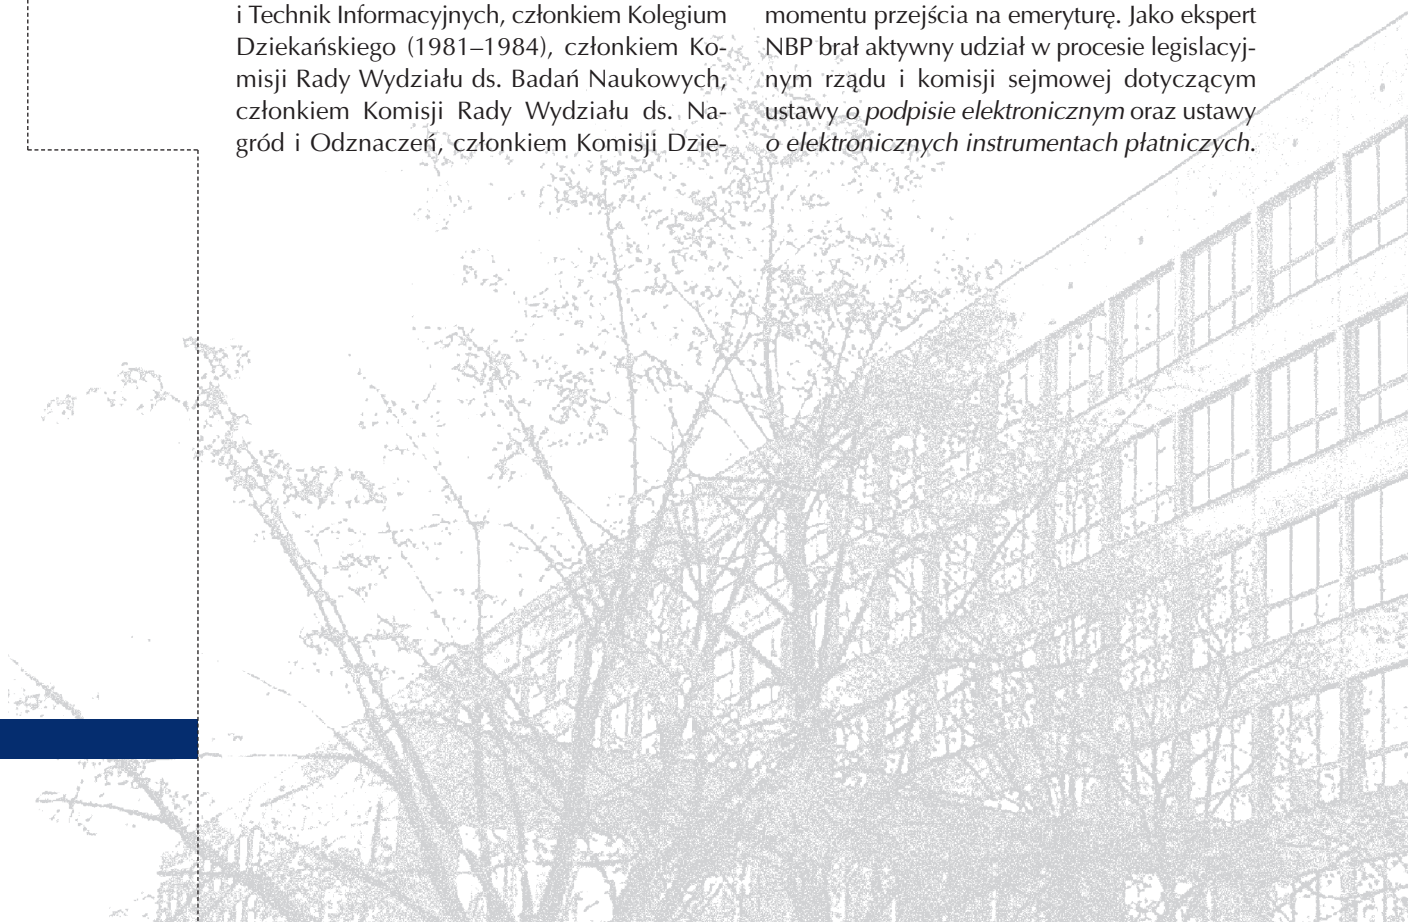 i Technik Informacyjnych, członkiem Kolegium
Dziekańskiego (1981–1984), członkiem Ko-
misji Rady Wydziału ds. Badań Naukowych,
członkiem Komisji Rady Wydziału ds. Na-
gród i Odznaczeń, członkiem Komisji Dzie-
momentu przejścia na emeryturę. Jako ekspert
NBP brał aktywny udział w procesie legislacyj-
nym rządu i komisji sejmowej dotyczącym
ustawy o podpisie elektronicznym oraz ustawy
o elektronicznych instrumentach płatniczych.